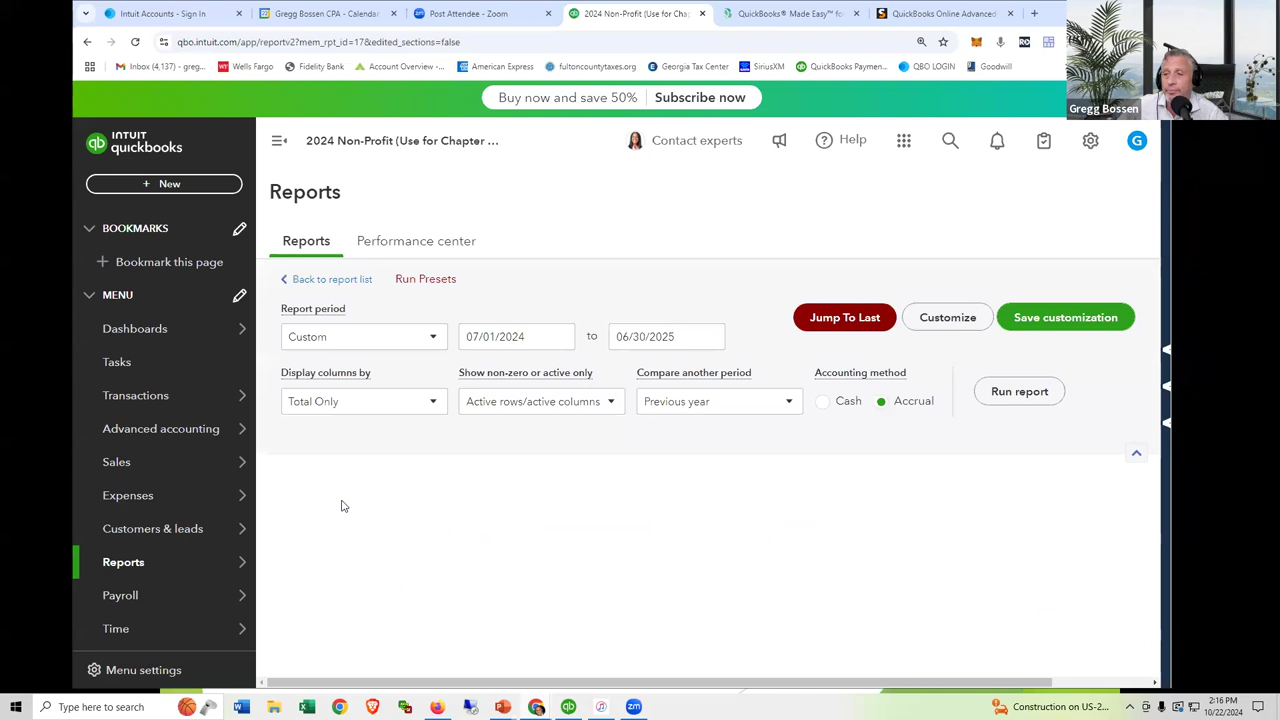 Intuit Accounts - Sign In
Gregg Bossen CPA - Calendar
Post Attendee - Zoom
2024 Non-Profit (Use for Chap
QuickBooks® Made Easy™ for
QuickBooks Online Advanced
qbo.intuit.com/app/reportv2?mem_rpt_id=17&edited_sections=false
Inbox (4,137) - greg...
Wells Fargo
Fidelity Bank
Account Overview -...
American Express
fultoncountytaxes.org
Georgia Tax Center
SiriusXM
QuickBooks Paymen...
QBO LOGIN
Goodwill
Gregg Bossen
Buy now and save 50% Subscribe now
INTUIT
quickbooks
2024 Non-Profit (Use for Chapter ...
Contact experts
Help
G
+ New
Reports
BOOKMARKS
Bookmark this page
Reports
Performance center
MENU
Dashboards
Tasks
Transactions
Advanced accounting
Sales
Expenses
Customers & leads
Reports
Payroll
Time
Menu settings
Back to report list
Run Presets
Report period
Custom
07/01/2024
to
06/30/2025
Jump To Last
Customize
Save customization
Display columns by
Show non-zero or active only
Compare another period
Accounting method
Total Only
Active rows/active columns
Previous year
Cash
Accrual
Run report
Type here to search
Construction on US-2...
2:16 PM
10/22/2024